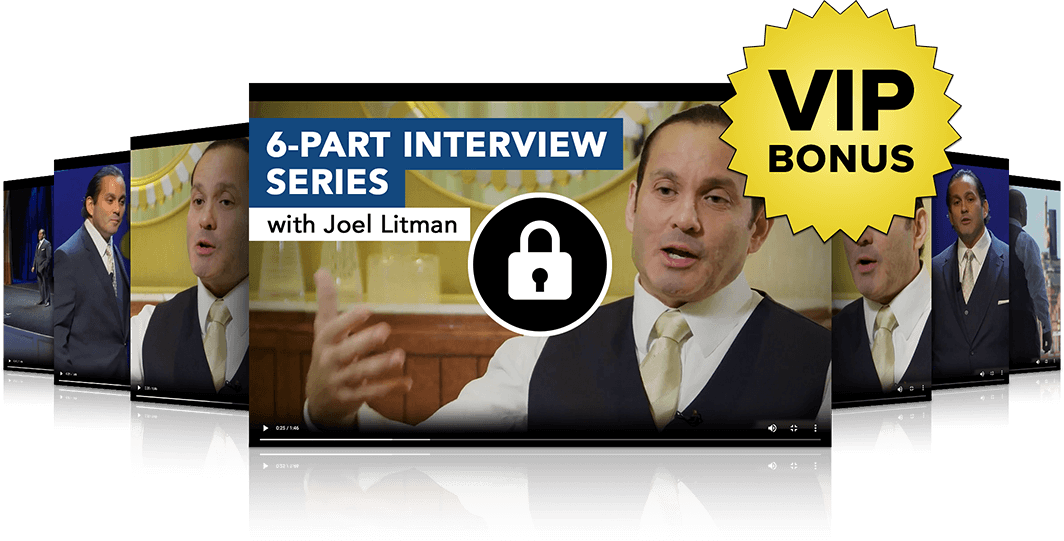 6-PART INTERVIEW
SERIES
with Joel Litman
VIP
BONUS
0:25 / 1:46